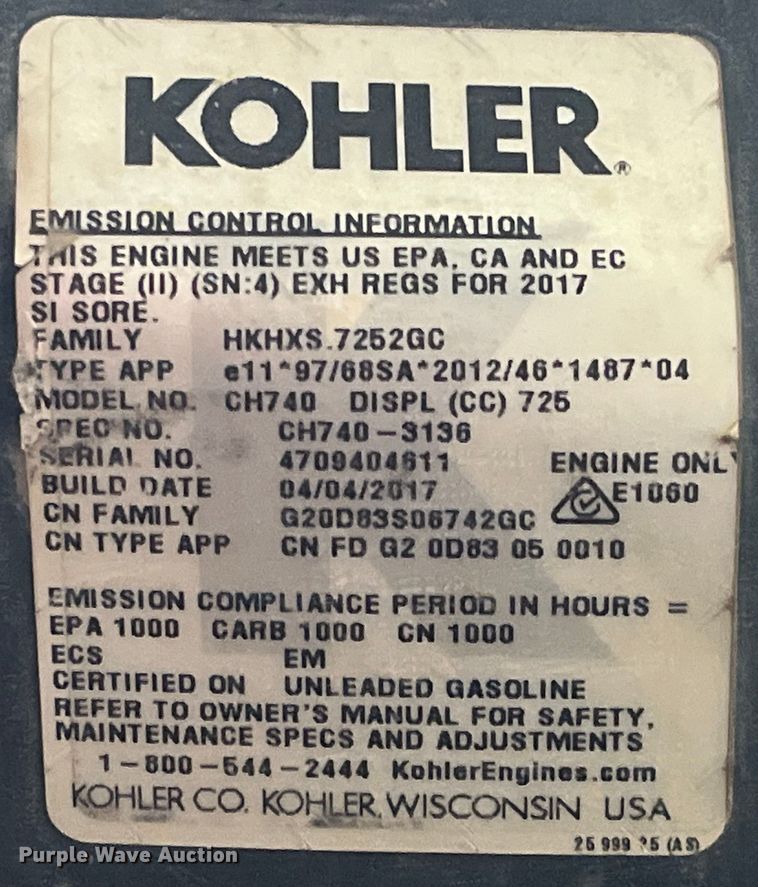 KOHLER®
EMISSION CONTROL INFORMATION
THIS ENGINE MEETS US EPA, CA AND EC
STAGE (II) (SN:4) EXH REGS FOR 2017
SI SORE.
FAMILY HKHXS.7252GC
TYPE APP e11*97/68SA*2012/46*1487*04
MODEL NO. CH740 DISPL (CC) 725
SPEC NO. CH740-3136
SERIAL NO. 4709404611 ENGINE ONLY
BUILD DATE 04/04/2017 E1060
CN FAMILY G20D83S06742GC
CN TYPE APP CN FD G2 0D83 05 0010
EMISSION COMPLIANCE PERIOD IN HOURS =
EPA 1000 CARB 1000 CN 1000
ECS EM
CERTIFIED ON UNLEADED GASOLINE
REFER TO OWNER'S MANUAL FOR SAFETY,
MAINTENANCE SPECS AND ADJUSTMENTS
1-800-544-2444 KohlerEngines.com
KOHLER CO. KOHLER, WISCONSIN USA
25 999 (AS)
Purple Wave Auction